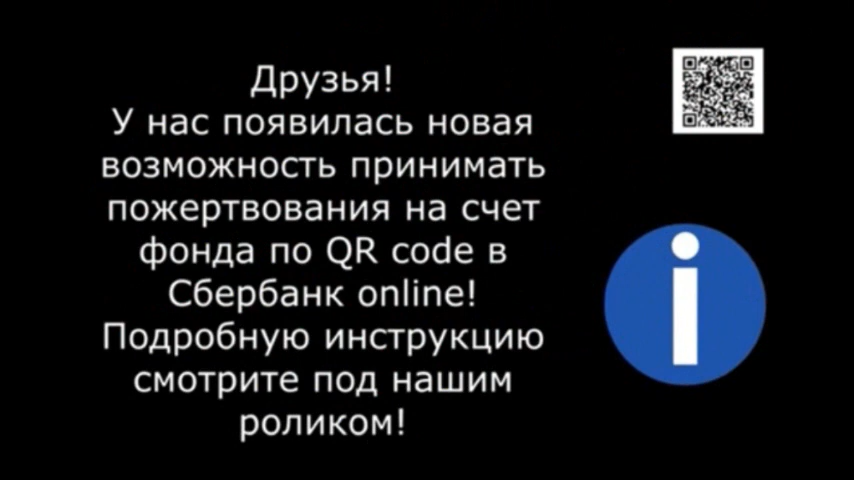 Друзья!
У нас появилась новая
возможность принимать
пожертвования на счет
фонда по QR code в
Сбербанк online!
Подробную инструкцию
смотрите под нашим
роликом!